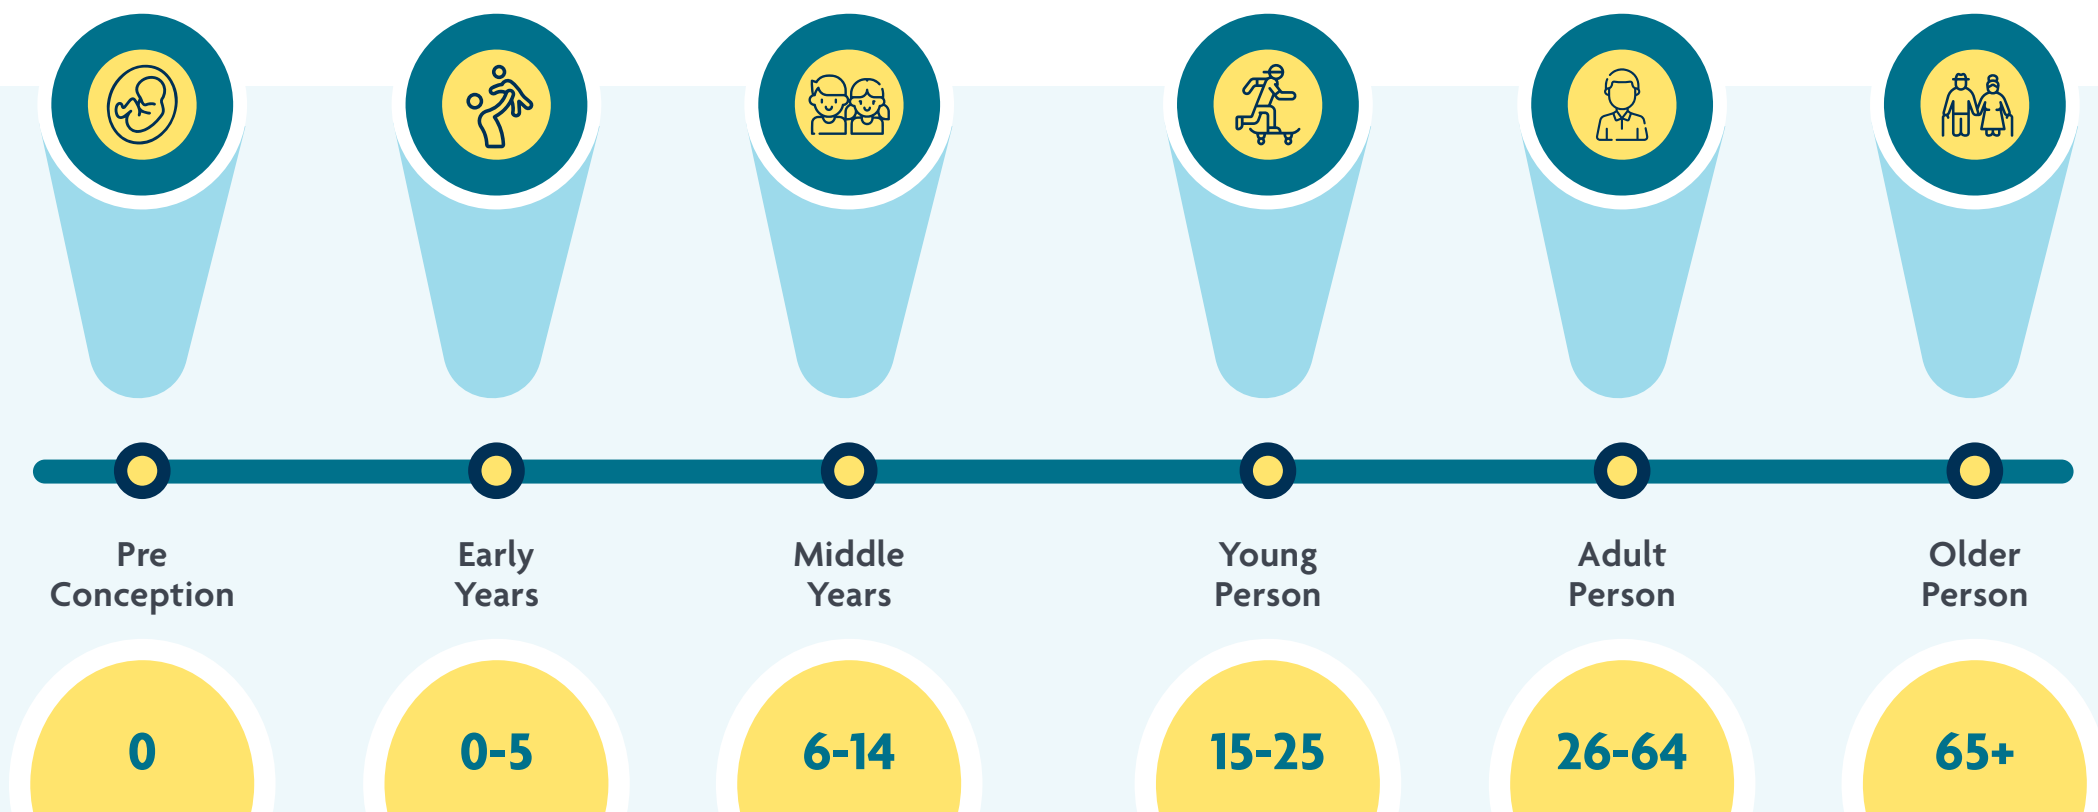 Pre
Conception
Early
Years
Middle
Years
Young
Person
Adult
Person
Older
Person
0
0-5
6-14
15-25
26-64
65+